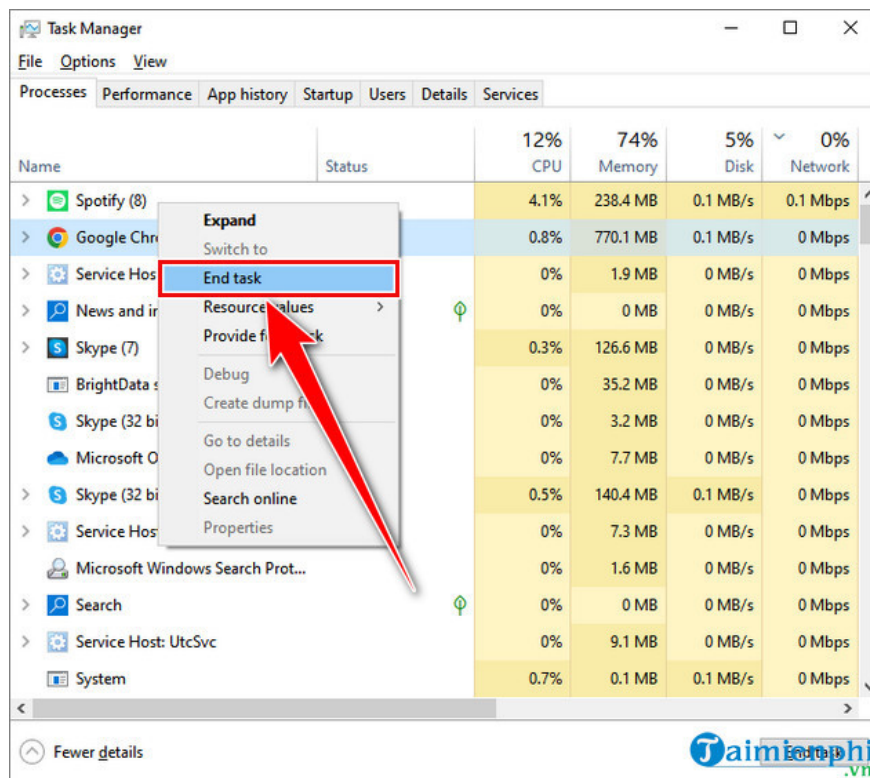 Task Manager
File Options View
Processes Performance App history Startup Users Details Services
12% 74% 5% 0%
Name Status CPU Memory Disk Network
Spotify (8) 4.1% 238.4 MB 0.1 MB/s 0.1 Mbps
Google Chr 0.8% 770.1 MB 0.1 MB/s 0 Mbps
Service Hos 0% 1.9 MB 0 MB/s 0 Mbps
News and in 0% 0 MB 0 MB/s 0 Mbps
Skype (7) 0.3% 126.6 MB 0 MB/s 0 Mbps
BrightData s 0% 35.2 MB 0 MB/s 0 Mbps
Skype (32 bi 0% 3.2 MB 0 MB/s 0 Mbps
Microsoft O 0% 7.7 MB 0 MB/s 0 Mbps
Skype (32 bi 0.5% 140.4 MB 0.1 MB/s 0 Mbps
Service Hos 0% 7.3 MB 0 MB/s 0 Mbps
Microsoft Windows Search Prot... 0% 1.6 MB 0 MB/s 0 Mbps
Search 0% 0 MB 0 MB/s 0 Mbps
Service Host: UtcSvc 0% 9.1 MB 0 MB/s 0 Mbps
System 0.7% 0.1 MB 0.1 MB/s 0 Mbps
Expand
Switch to
End task
Resource values
Provide
Debug
Create dump
Go to details
Open file location
Search online
Properties
Fewer details
End task
Taimienphi
.vn